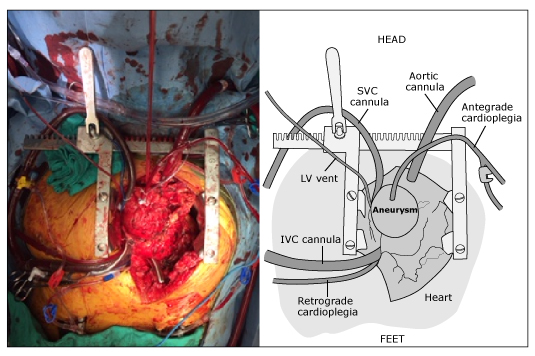 HEAD
SVC
cannula
Aortic
cannula
Antegrade
cardioplegia
LV vent
Aneurysm
IVC cannula
Retrograde
cardioplegia
Heart
FEET